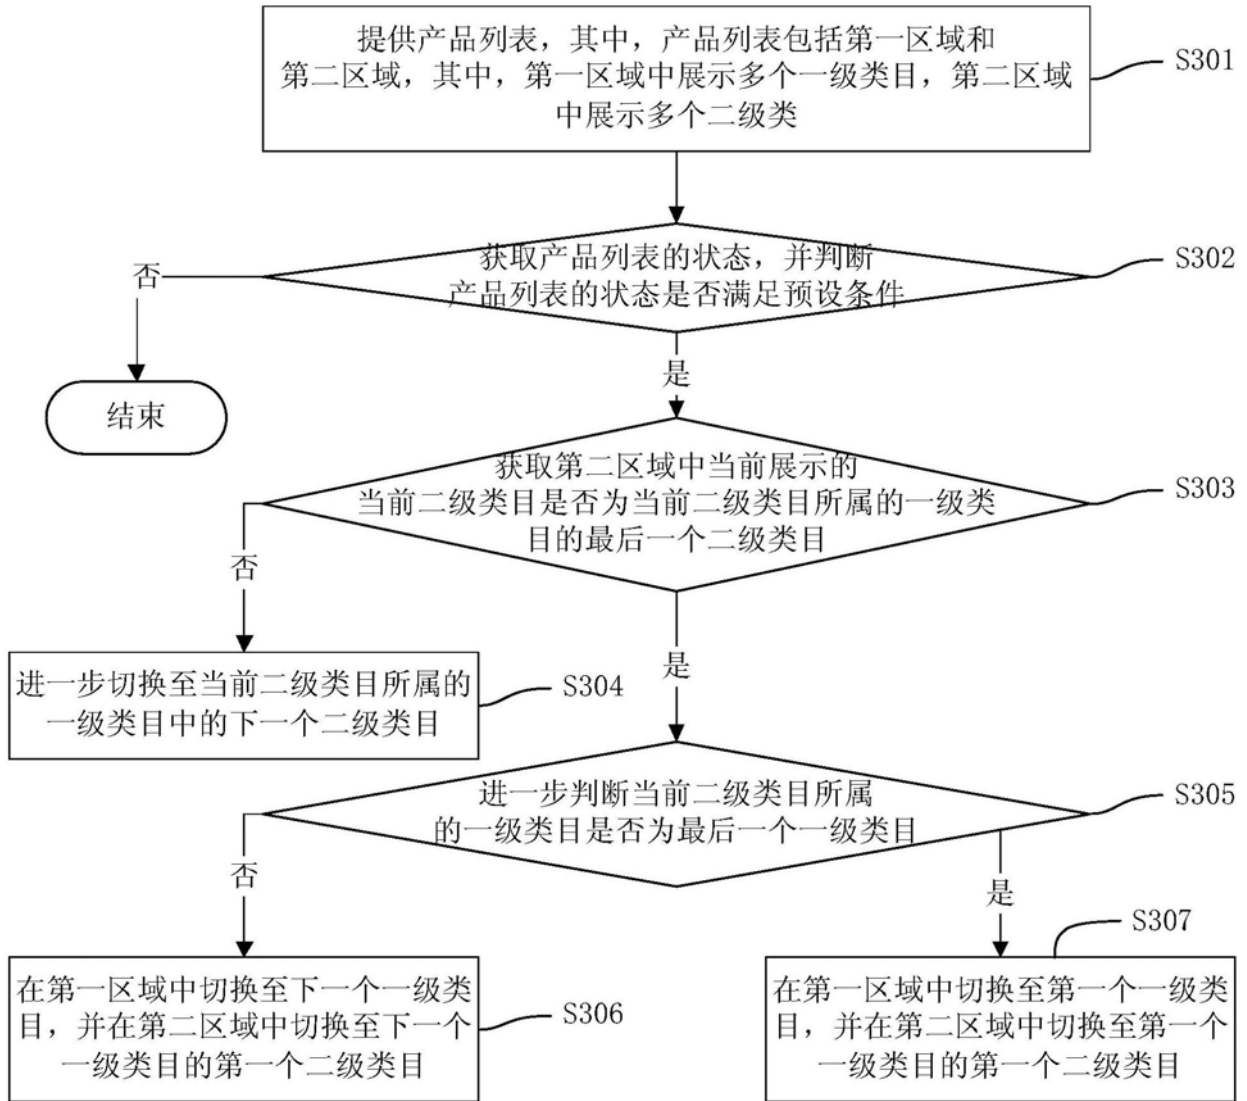 提供产品列表，其中，产品列表包括第一区域和
第二区域，其中，第一区域中展示多个一级类目，第二区域
中展示多个二级类
S301
获取产品列表的状态，并判断
产品列表的状态是否满足预设条件
S302
否
结束
是
获取第二区域中当前展示的
当前二级类目是否为当前二级类目所属的一级类
目的最后一个二级类目
S303
否
是
进一步切换至当前二级类目所属的
一级类目中的下一个二级类目
S304
进一步判断当前二级类目所属
的一级类目是否为最后一个一级类目
S305
否
是
在第一区域中切换至下一个一级类
目，并在第二区域中切换至下一个
一级类目的第一个二级类目
S306
S307
在第一区域中切换至第一个一级类
目，并在第二区域中切换至第一个
一级类目的第一个二级类目